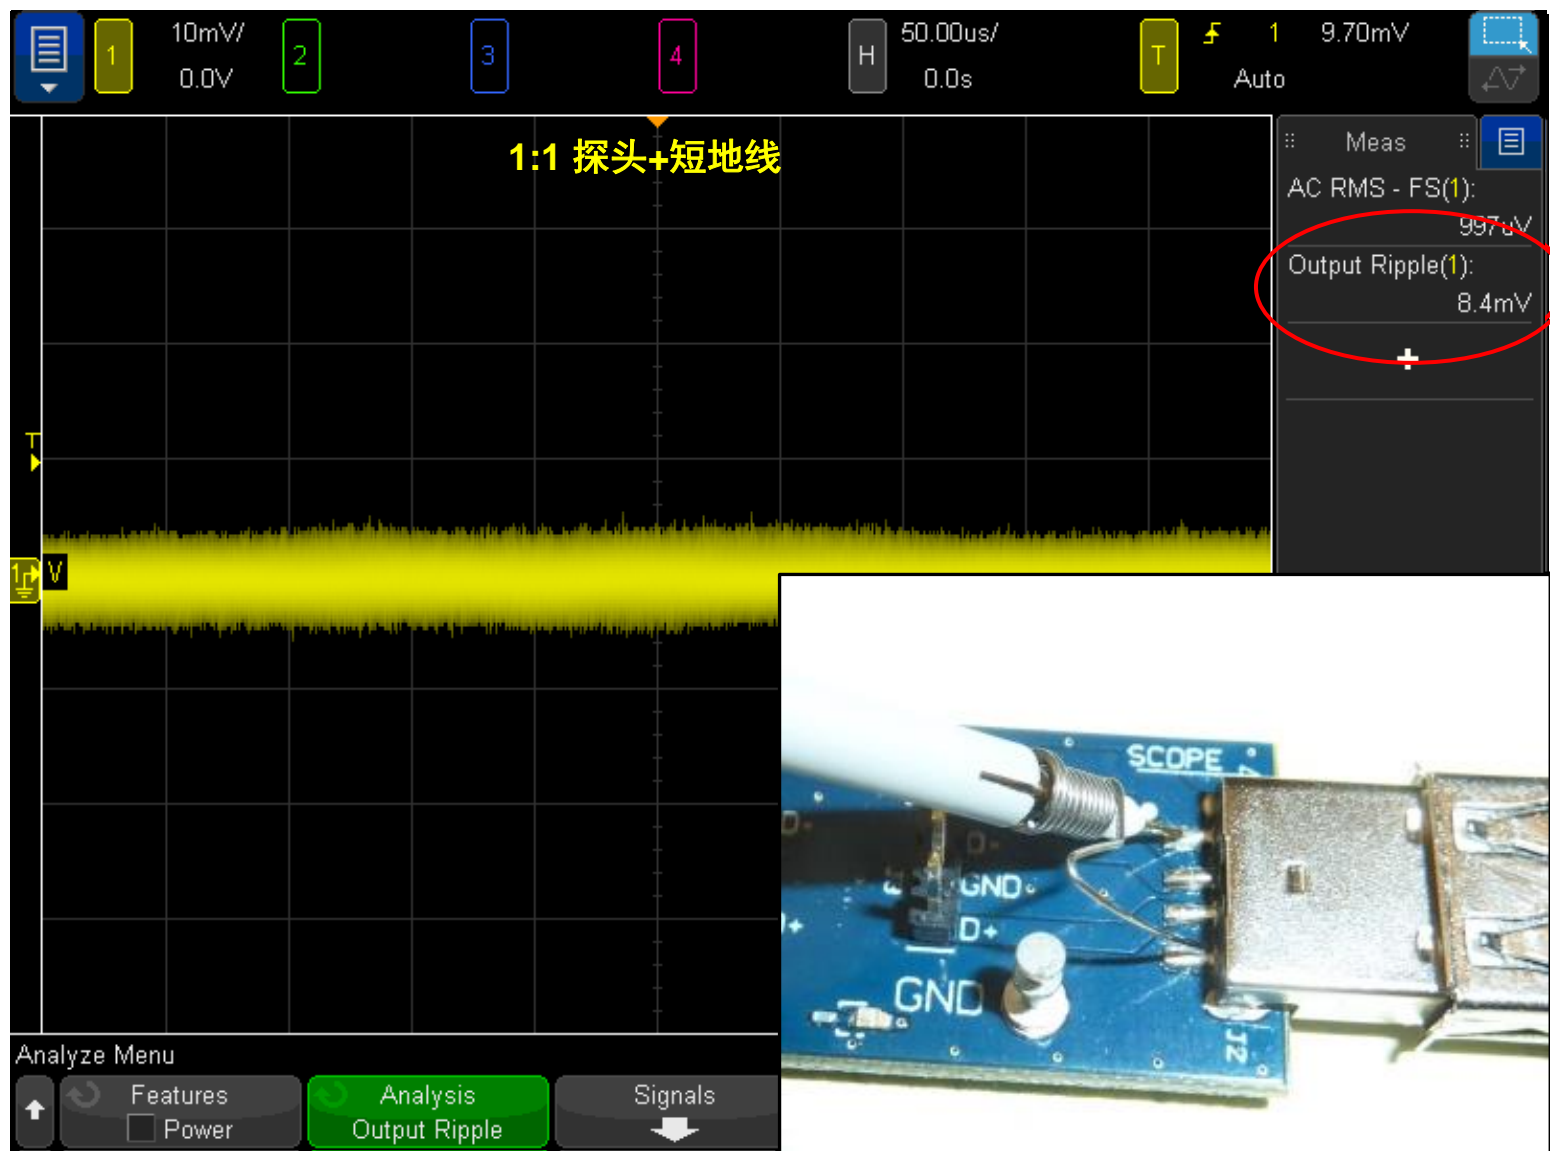 1
10mV/
0.0V
2
3
4
H
50.00us/
0.0s
T
1
9.70mV
Auto
1:1 探头+短地线
Meas
AC RMS - FS(1):
997uV
Output Ripple(1):
8.4mV
T
1
V
SCOPE
D-
D-
GND
D+
D+
GND
J2
Analyze Menu
Features
Power
Analysis
Output Ripple
Signals